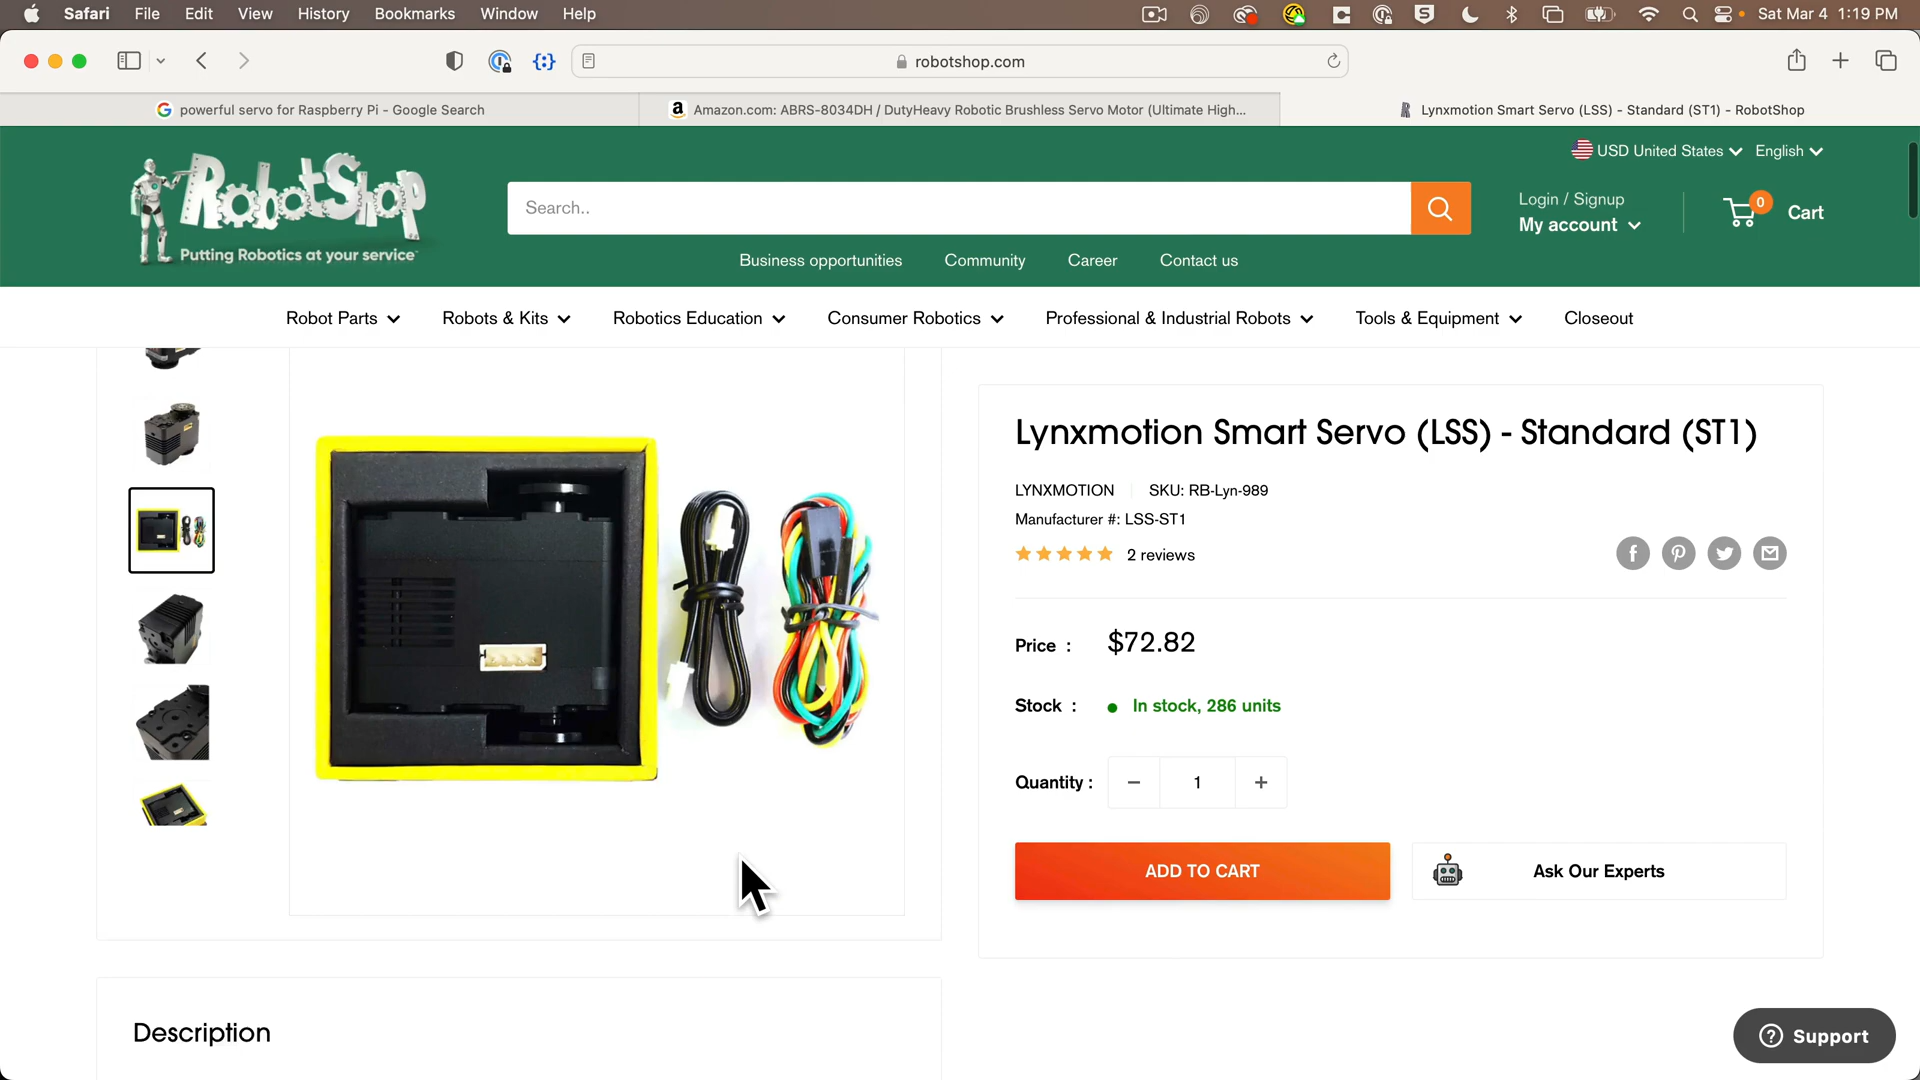 Safari File Edit View History Bookmarks Window Help Sat Mar 4 1:19 PM
robotshop.com
powerful servo for Raspberry Pi - Google Search
Amazon.com: ABRS-8034DH / DutyHeavy Robotic Brushless Servo Motor (Ultimate High...
Lynxmotion Smart Servo (LSS) - Standard (ST1) - RobotShop
USD United States English
RobotShop
Putting Robotics at your service
Search..
Login / Signup
My account
0
Cart
Business opportunities Community Career Contact us
Robot Parts Robots & Kits Robotics Education Consumer Robotics Professional & Industrial Robots Tools & Equipment Closeout
Lynxmotion Smart Servo (LSS) - Standard (ST1)
LYNXMOTION SKU: RB-Lyn-989
Manufacturer #: LSS-ST1
2 reviews
Price : $72.82
Stock : In stock, 286 units
Quantity : − 1 +
ADD TO CART
Ask Our Experts
Description
Support